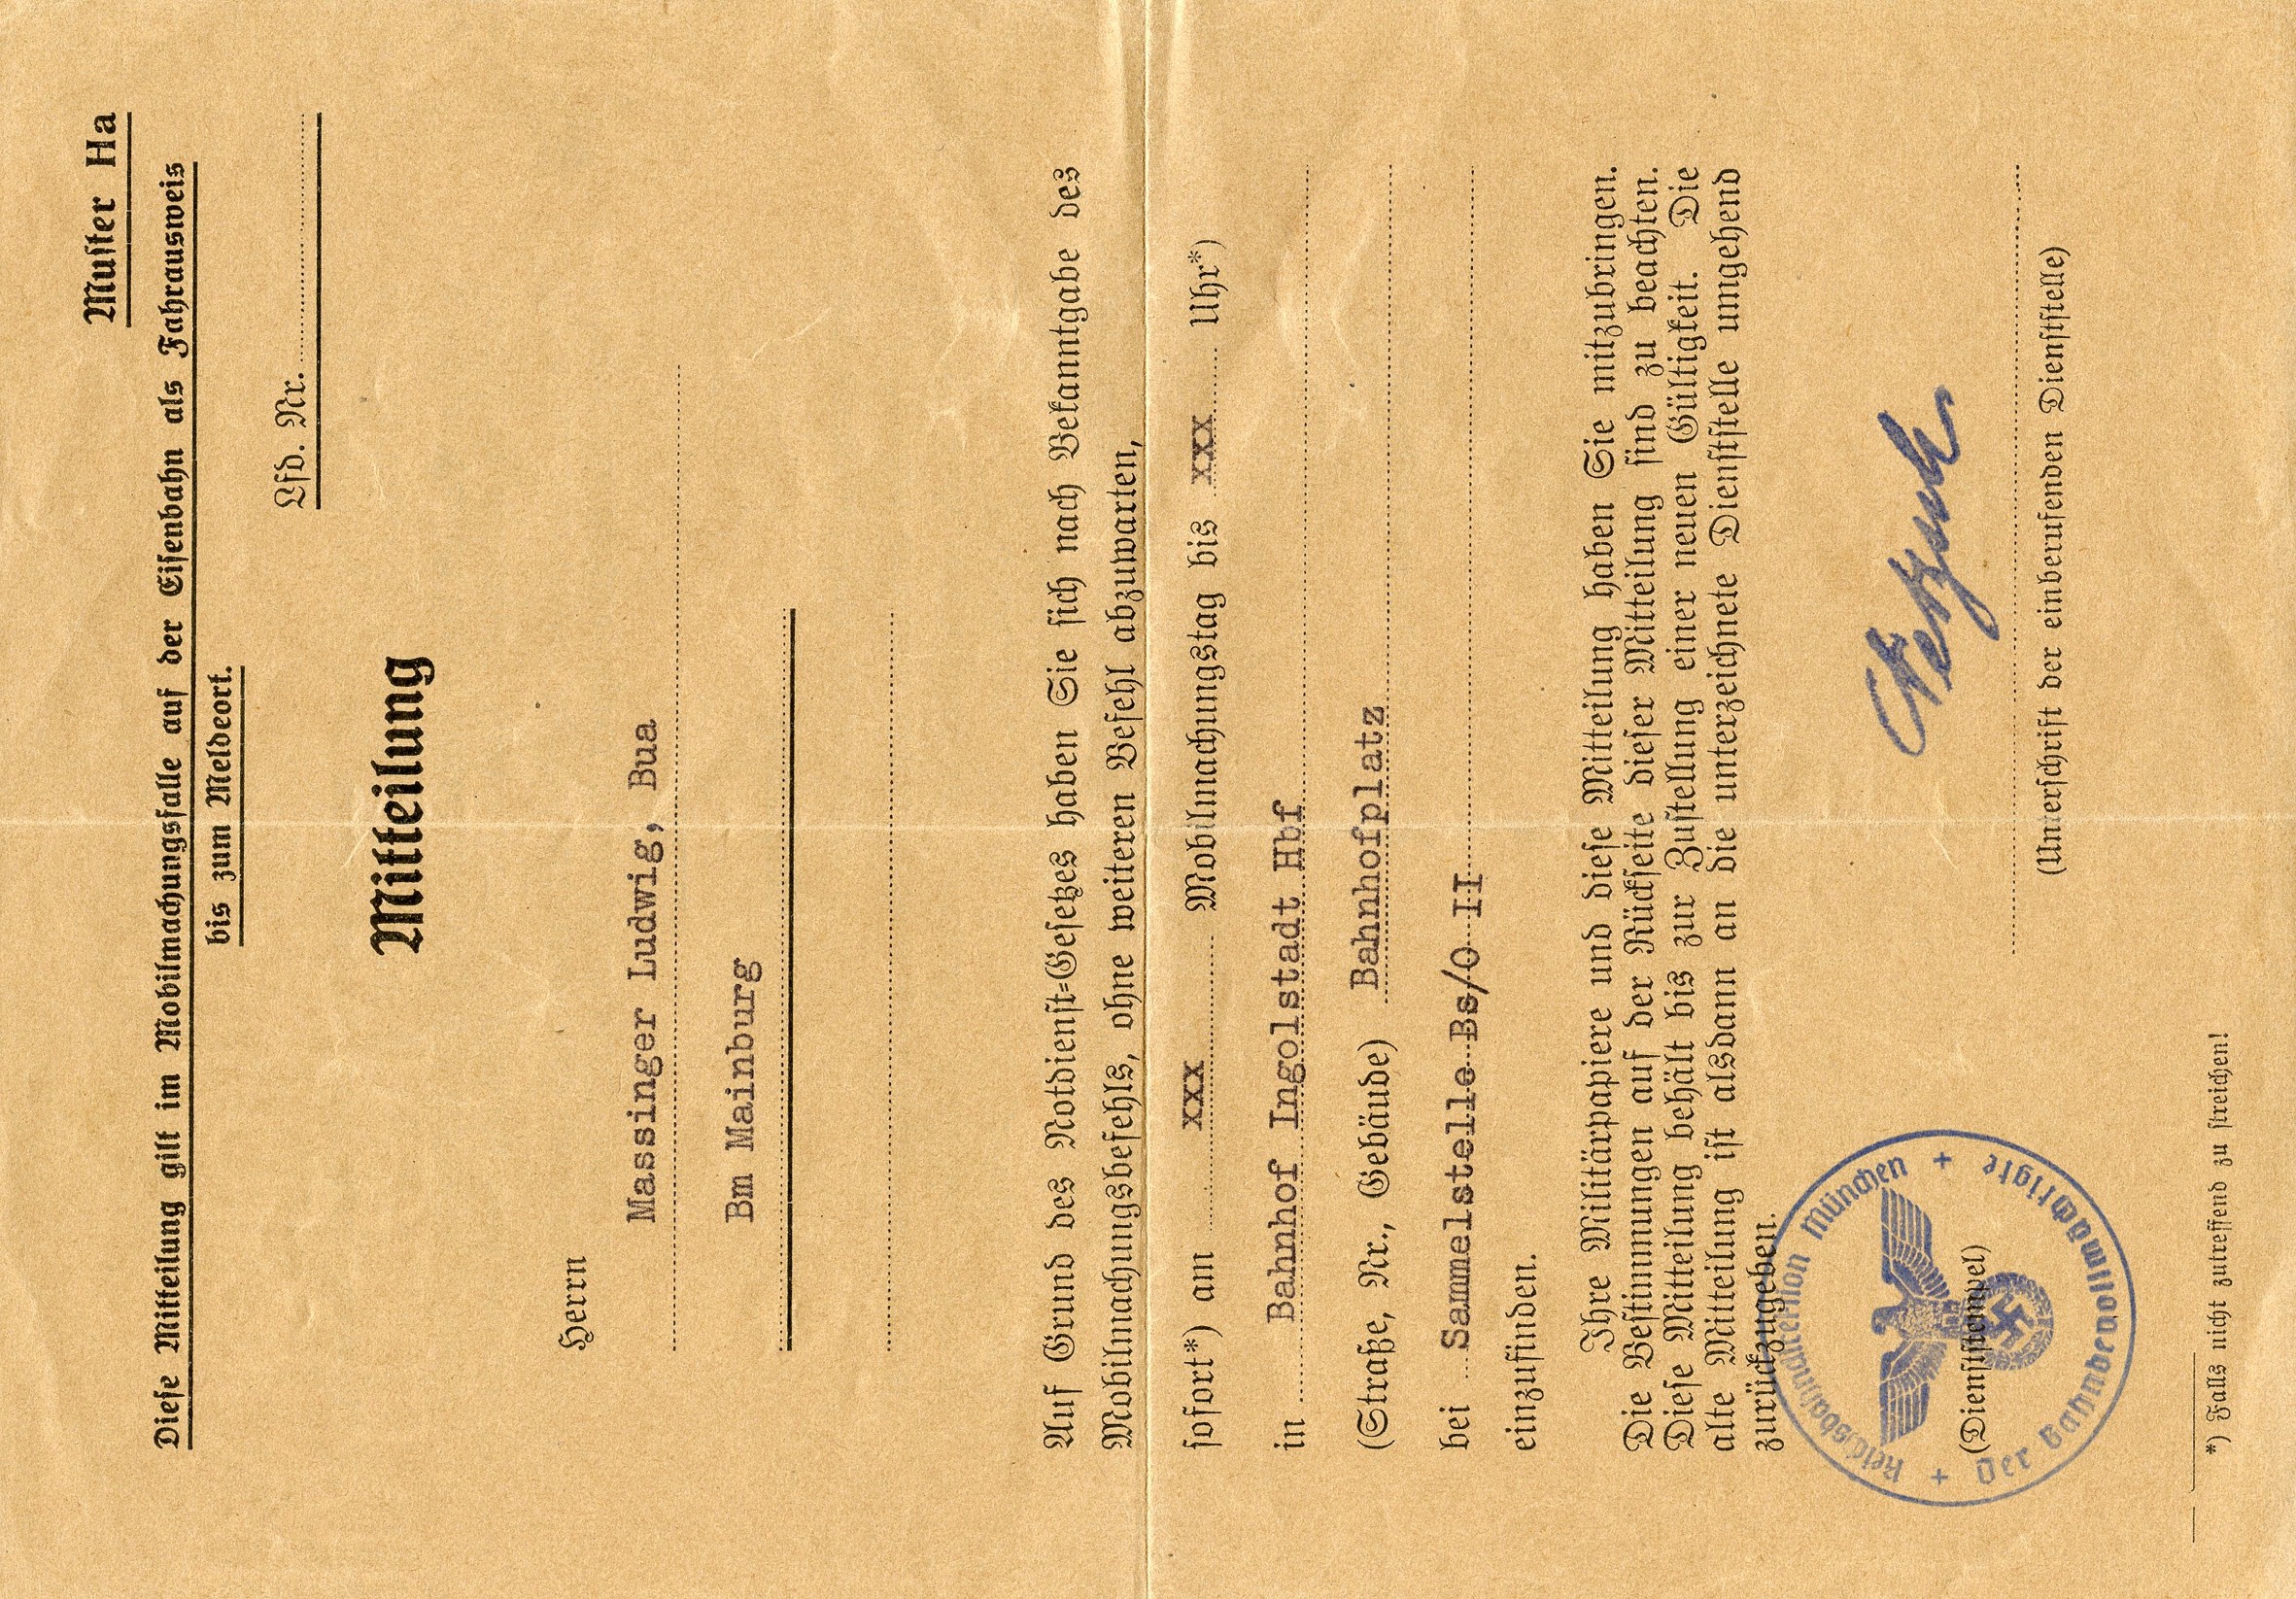 Muster Ha
Diese Mitteilung gilt im Mobilmachungsfalle auf der Eisenbahn als Fahrausweis
bis zum Meldeort.
Lfd. Nr.
Mitteilung
Herrn
Massinger Ludwig, Bua
Bm Mainburg
Auf Grund des Notdienst-Gesetzes haben Sie sich nach Bekanntgabe des
Mobilmachungsbefehls, ohne weiteren Befehl abzuwarten,
sofort*) am xxx Mobilmachungstag bis xxx Uhr*)
in Bahnhof Ingolstadt Hbf
(Straße, Nr., Gebäude) Bahnhofplatz
bei Sammelstelle Bs/O II
einzufinden.
Ihre Militärpapiere und diese Mitteilung haben Sie mitzubringen.
Die Bestimmungen auf der Rückseite dieser Mitteilung sind zu beachten.
Diese Mitteilung behält bis zur Zustellung einer neuen Gültigkeit. Die
alte Mitteilung ist alsdann an die unterzeichnete Dienststelle umgehend
zurückzugeben.
Reichsbahndirektion München
(Dienststempel)
Der Bahnbevollmächtigte
(Unterschrift der einberufenden Dienststelle)
*) Falls nicht zutreffend zu streichen!